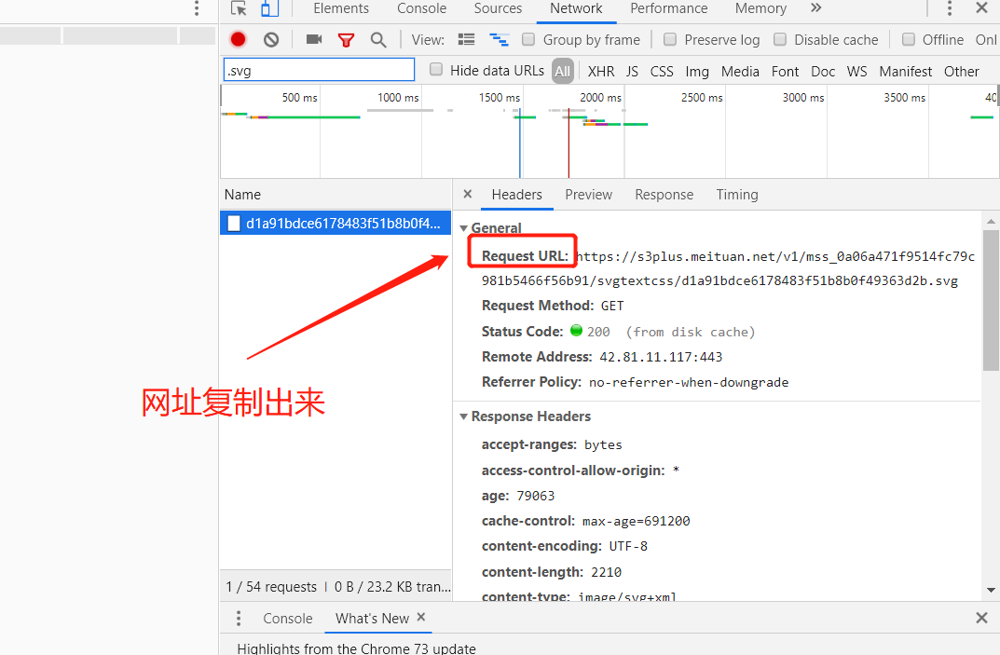 Elements Console Sources Network Performance Memory
View: Group by frame Preserve log Disable cache Offline Onl
.svg Hide data URLs All XHR JS CSS Img Media Font Doc WS Manifest Other
500 ms 1000 ms 1500 ms 2000 ms 2500 ms 3000 ms 3500 ms 40
Name
Headers Preview Response Timing
d1a91bdce6178483f51b8b0f4...
General
Request URL: https://s3plus.meituan.net/v1/mss_0a06a471f9514fc79c
981b5466f56b91/svgtextcss/d1a91bdce6178483f51b8b0f49363d2b.svg
Request Method: GET
Status Code: 200 (from disk cache)
Remote Address: 42.81.11.117:443
Referrer Policy: no-referrer-when-downgrade
网址复制出来
Response Headers
accept-ranges: bytes
access-control-allow-origin: *
age: 79063
cache-control: max-age=691200
content-encoding: UTF-8
content-length: 2210
content-type: image/svg+xml
1 / 54 requests | 0 B / 23.2 KB tran...
Console What's New
Highlights from the Chrome 73 update